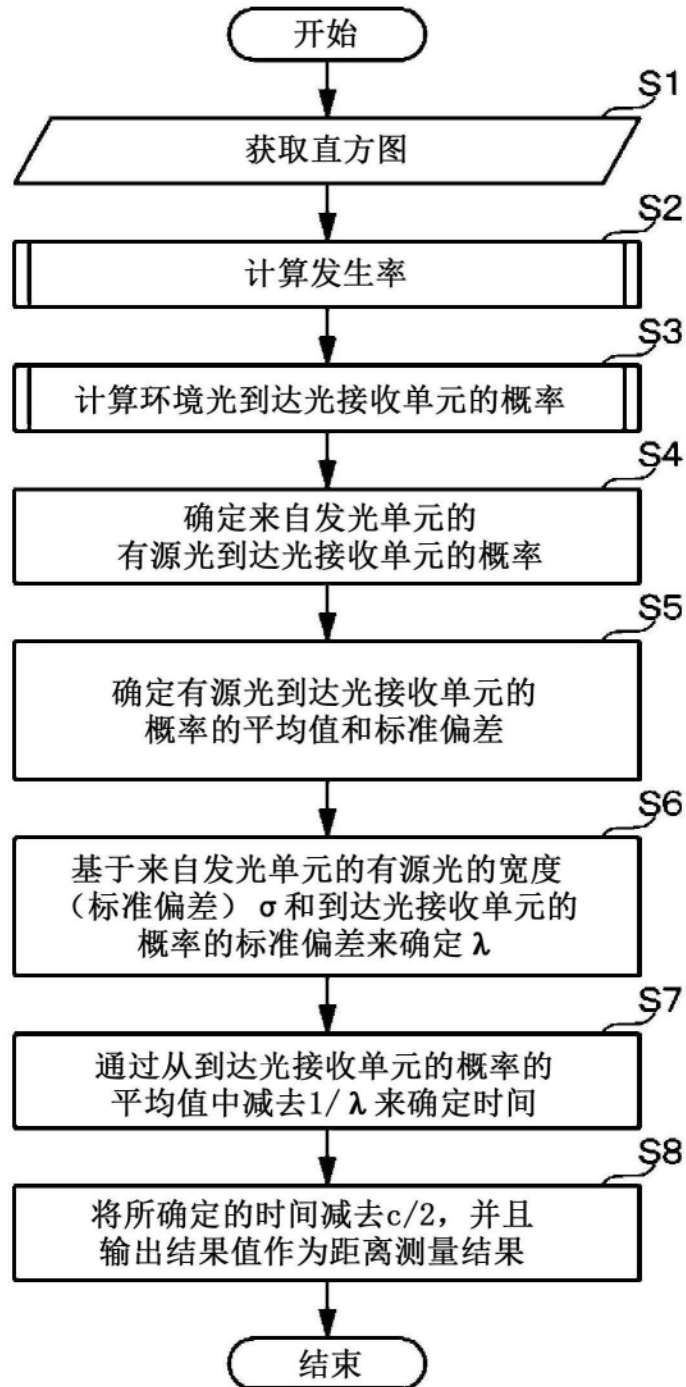 开始
S1
获取直方图
S2
计算发生率
S3
计算环境光到达光接收单元的概率
S4
确定来自发光单元的
有源光到达光接收单元的概率
S5
确定有源光到达光接收单元的
概率的平均值和标准偏差
S6
基于来自发光单元的有源光的宽度
（标准偏差）σ和到达光接收单元的
概率的标准偏差来确定λ
S7
通过从到达光接收单元的概率的
平均值中减去1/λ来确定时间
S8
将所确定的时间减去c/2，并且
输出结果值作为距离测量结果
结束